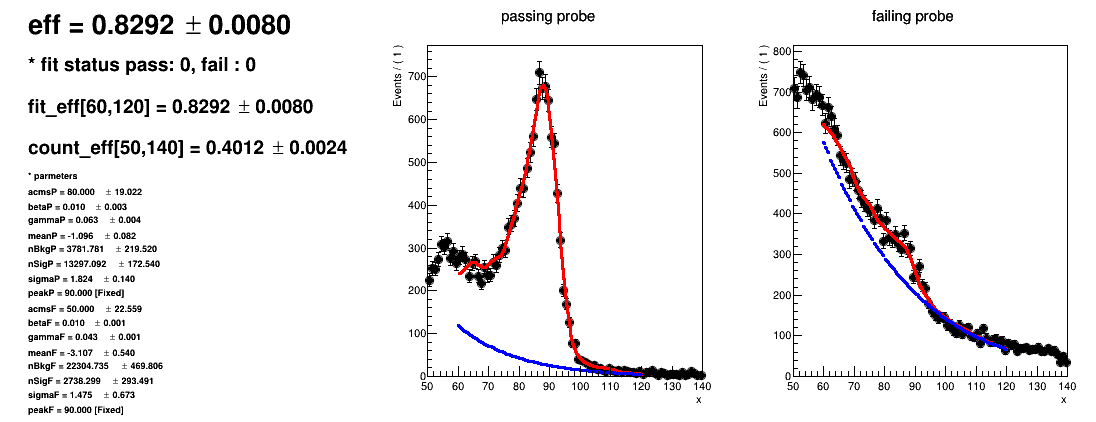 eff = 0.8292 ± 0.0080
* fit status pass: 0, fail : 0
fit_eff[60,120] = 0.8292 ± 0.0080
count_eff[50,140] = 0.4012 ± 0.0024
* parmeters
acmsP = 80.000 ± 19.022
betaP = 0.010 ± 0.003
gammaP = 0.063 ± 0.004
meanP = -1.096 ± 0.082
nBkgP = 3781.781 ± 219.520
nSigP = 13297.092 ± 172.540
sigmaP = 1.824 ± 0.140
peakP = 90.000 [Fixed]
acmsF = 50.000 ± 22.559
betaF = 0.010 ± 0.001
gammaF = 0.043 ± 0.001
meanF = -3.107 ± 0.540
nBkgF = 22304.735 ± 469.806
nSigF = 2738.299 ± 293.491
sigmaF = 1.475 ± 0.673
peakF = 90.000 [Fixed]
passing probe
Events / ( 1 )
700
600
500
400
300
200
100
0
50 60 70 80 90 100 110 120 130 140
x
failing probe
Events / ( 1 )
800
700
600
500
400
300
200
100
0
50 60 70 80 90 100 110 120 130 140
x